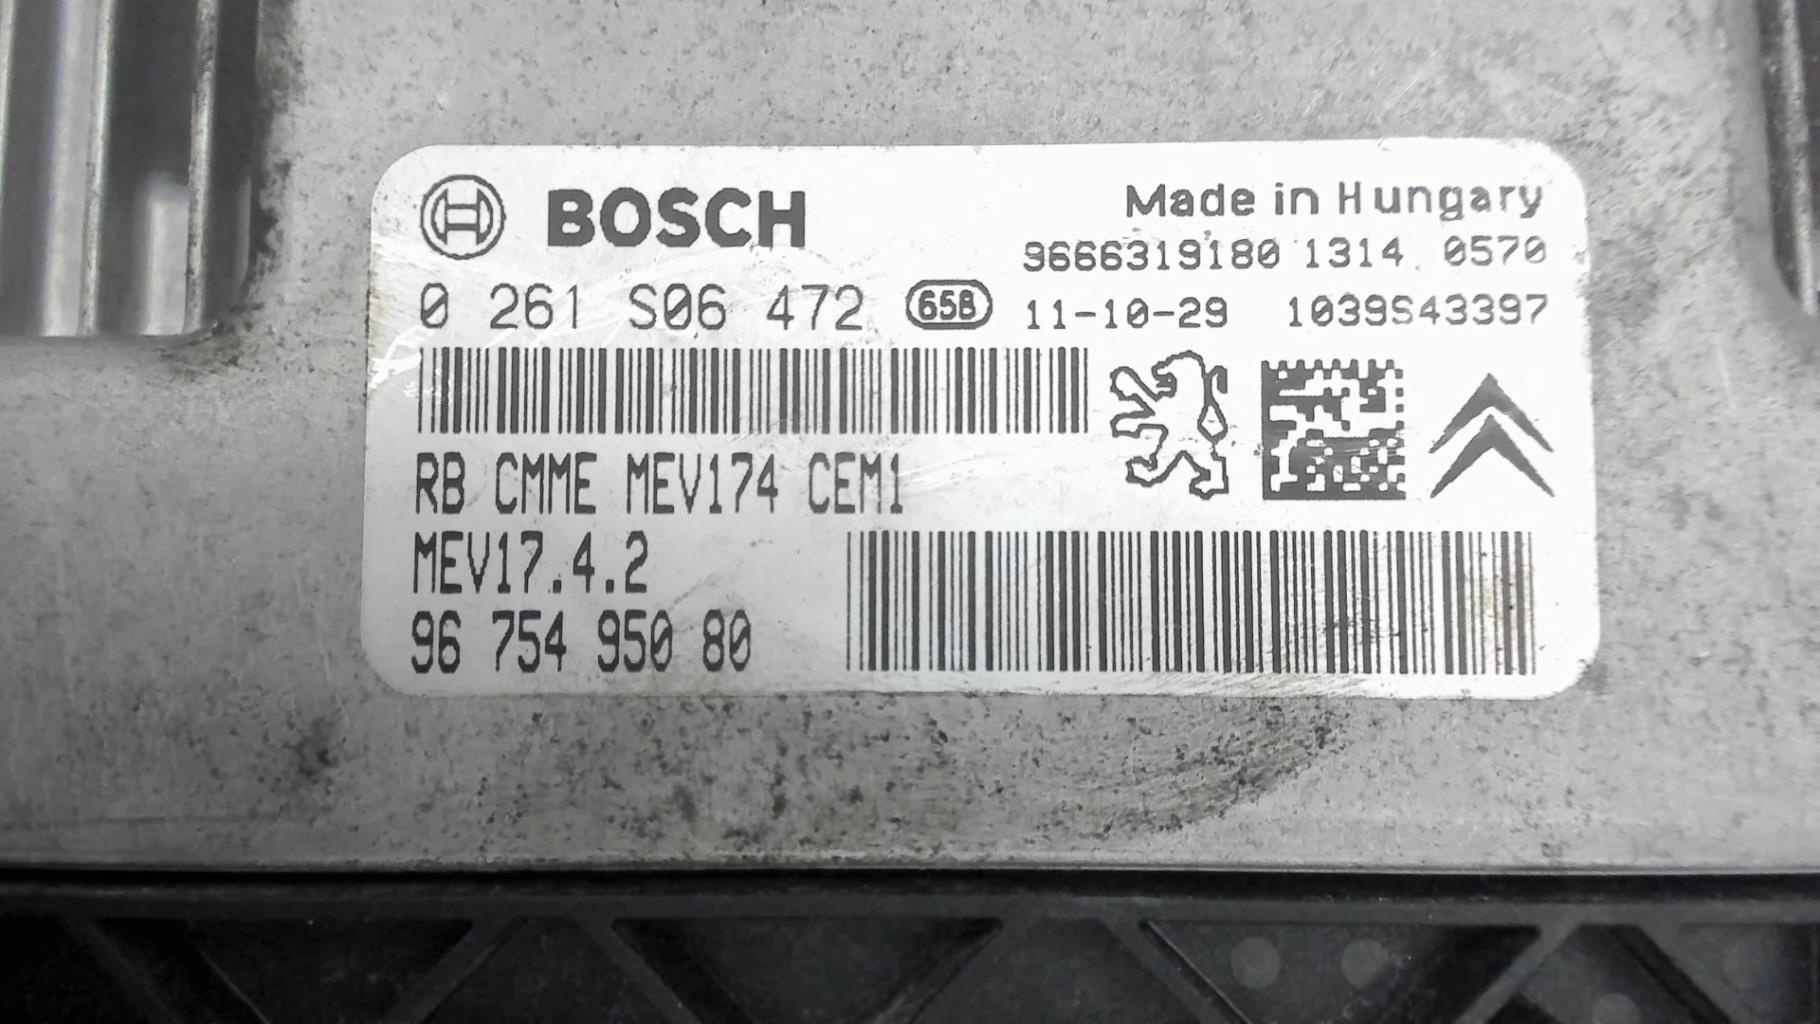 BOSCH
Made in Hungary
9666319180 1314 0570
0 261 S06 472 658
11-10-29 1039S43397
RB CMME MEV174 CEM1
MEV17.4.2
96 754 950 80